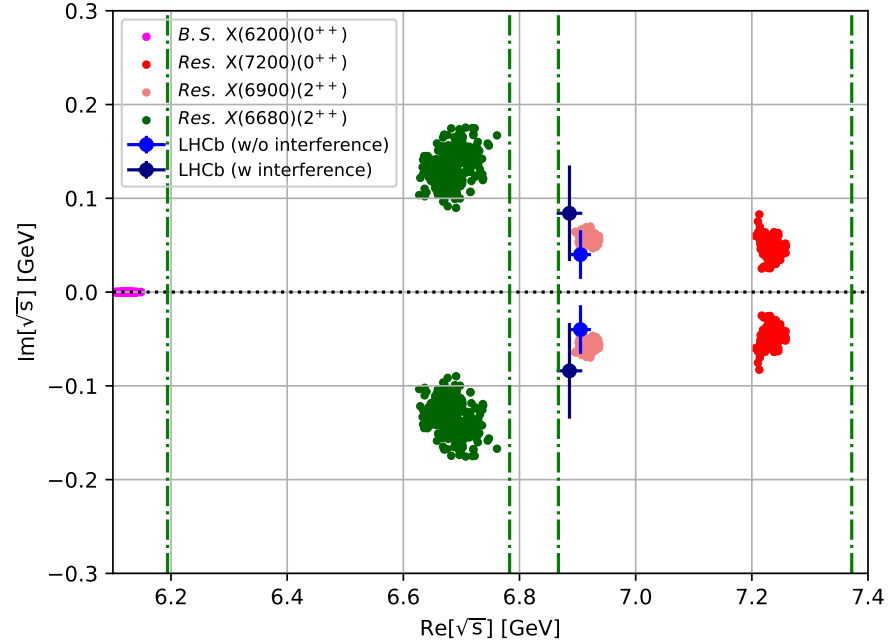 B.S. X(6200)(0⁺⁺)
Res. X(7200)(0⁺⁺)
Res. X(6900)(2⁺⁺)
Res. X(6680)(2⁺⁺)
LHCb (w/o interference)
LHCb (w interference)
0.3
0.2
0.1
0.0
−0.1
−0.2
−0.3
Im[√s] [GeV]
6.2 6.4 6.6 6.8 7.0 7.2 7.4
Re[√s] [GeV]